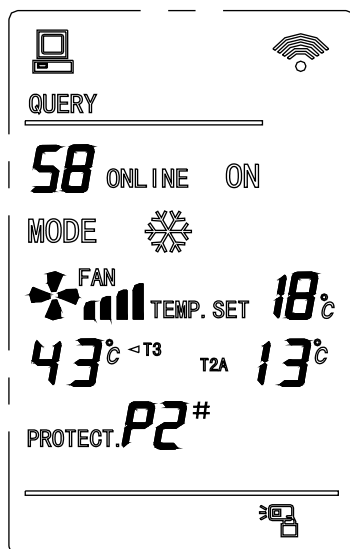 QUERY
58 ONLINE ON
MODE
FAN TEMP. SET 18°C
43°C ◁T3 T2A 13°C
PROTECT. P2#